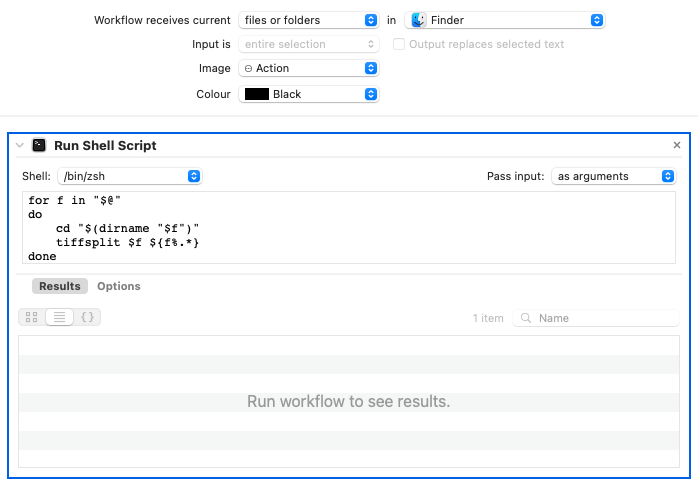 Workflow receives current files or folders in Finder
Input is entire selection Output replaces selected text
Image Action
Colour Black
Run Shell Script
Shell: /bin/zsh Pass input: as arguments
for f in "$@"
do
    cd "$(dirname "$f")"
    tiffsplit $f ${f%.*}
done
Results Options
{} 1 item Name
Run workflow to see results.